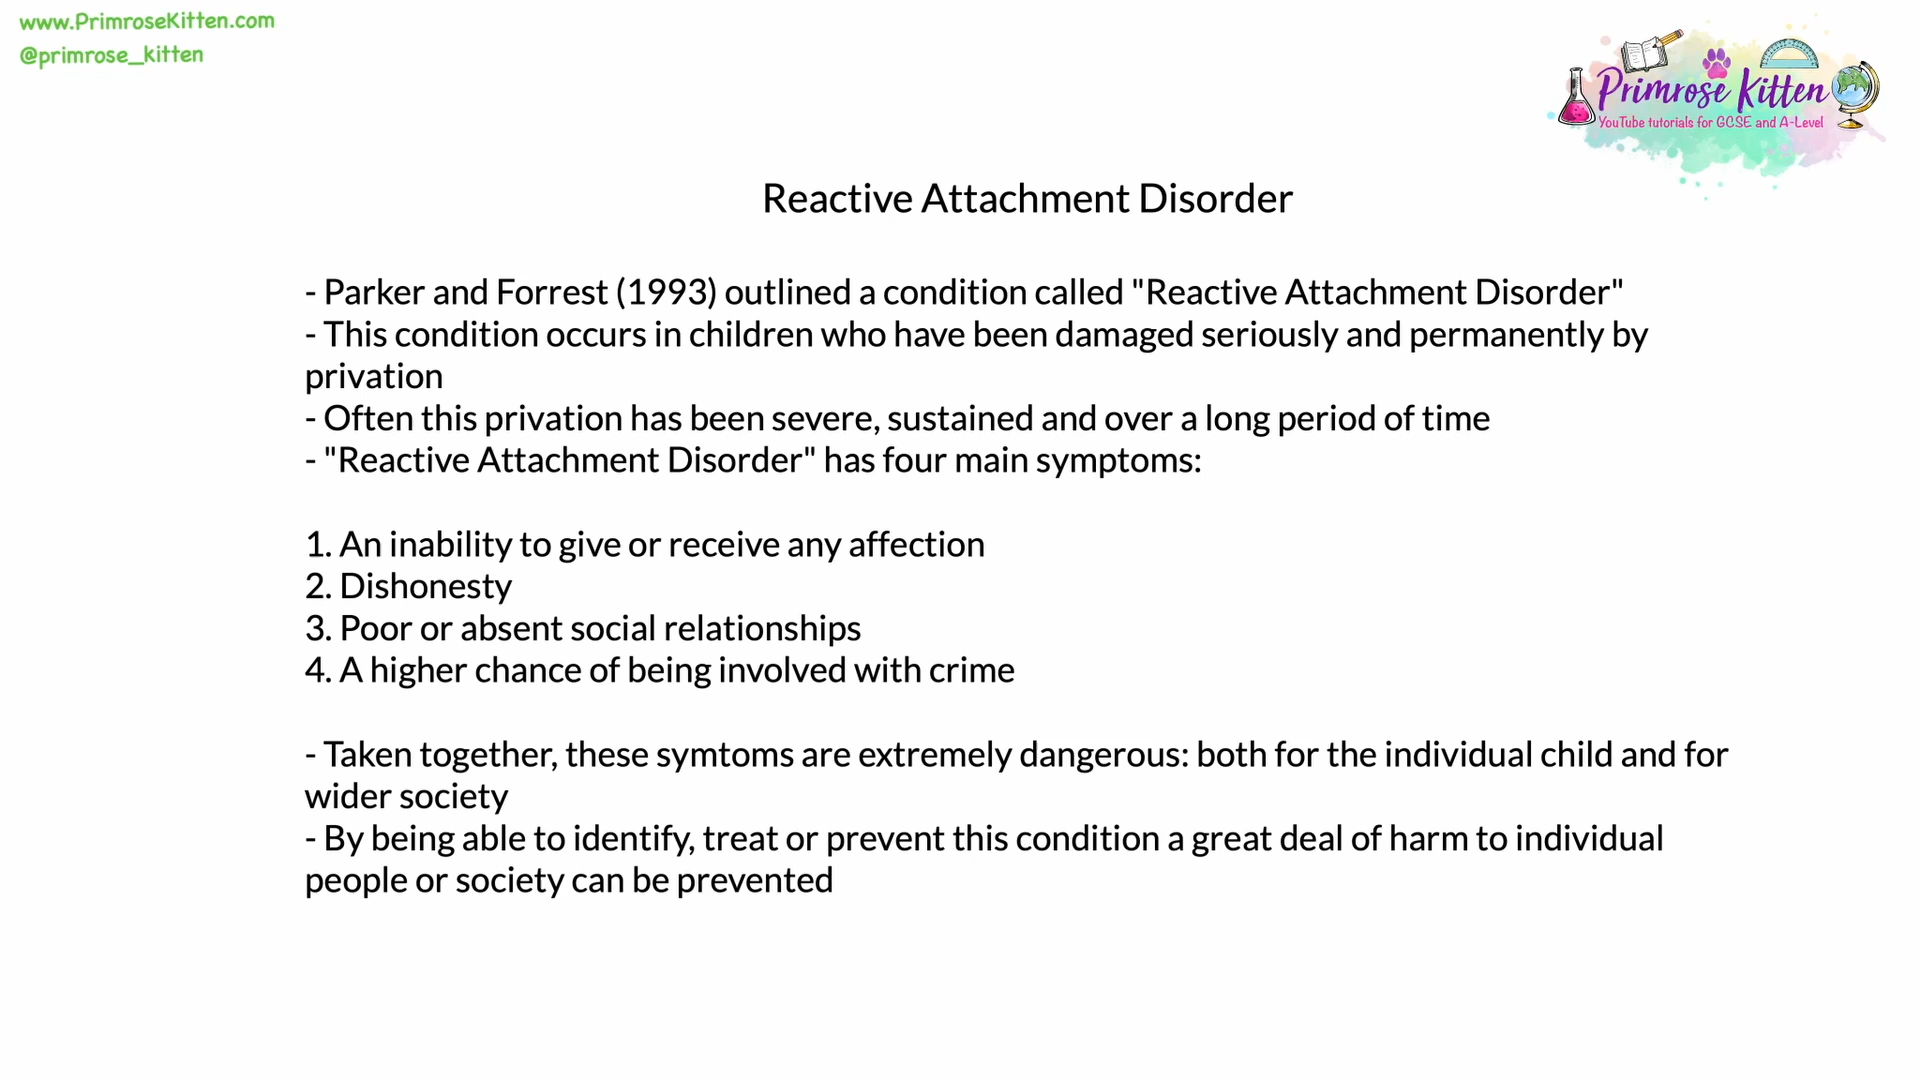 www.PrimroseKitten.com
@primrose_kitten
Primrose Kitten
YouTube tutorials for GCSE and A-Level
Reactive Attachment Disorder
- Parker and Forrest (1993) outlined a condition called "Reactive Attachment Disorder"
- This condition occurs in children who have been damaged seriously and permanently by
privation
- Often this privation has been severe, sustained and over a long period of time
- "Reactive Attachment Disorder" has four main symptoms:
1. An inability to give or receive any affection
2. Dishonesty
3. Poor or absent social relationships
4. A higher chance of being involved with crime
- Taken together, these symtoms are extremely dangerous: both for the individual child and for
wider society
- By being able to identify, treat or prevent this condition a great deal of harm to individual
people or society can be prevented